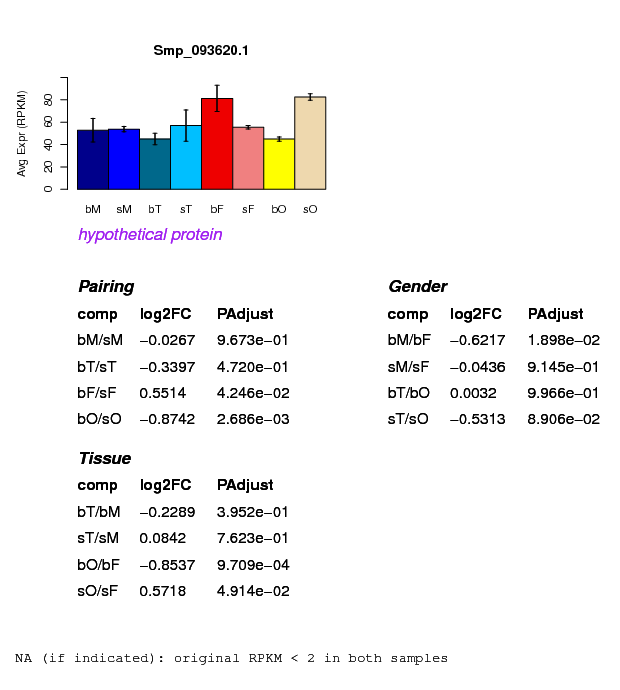 Smp_093620.1
Avg Expr (RPKM)
0 20 40 60 80
bM sM bT sT bF sF bO sO
hypothetical protein
Pairing
comp log2FC PAdjust
bM/sM −0.0267 9.673e−01
bT/sT −0.3397 4.720e−01
bF/sF 0.5514 4.246e−02
bO/sO −0.8742 2.686e−03
Gender
comp log2FC PAdjust
bM/bF −0.6217 1.898e−02
sM/sF −0.0436 9.145e−01
bT/bO 0.0032 9.966e−01
sT/sO −0.5313 8.906e−02
Tissue
comp log2FC PAdjust
bT/bM −0.2289 3.952e−01
sT/sM 0.0842 7.623e−01
bO/bF −0.8537 9.709e−04
sO/sF 0.5718 4.914e−02
NA (if indicated): original RPKM < 2 in both samples